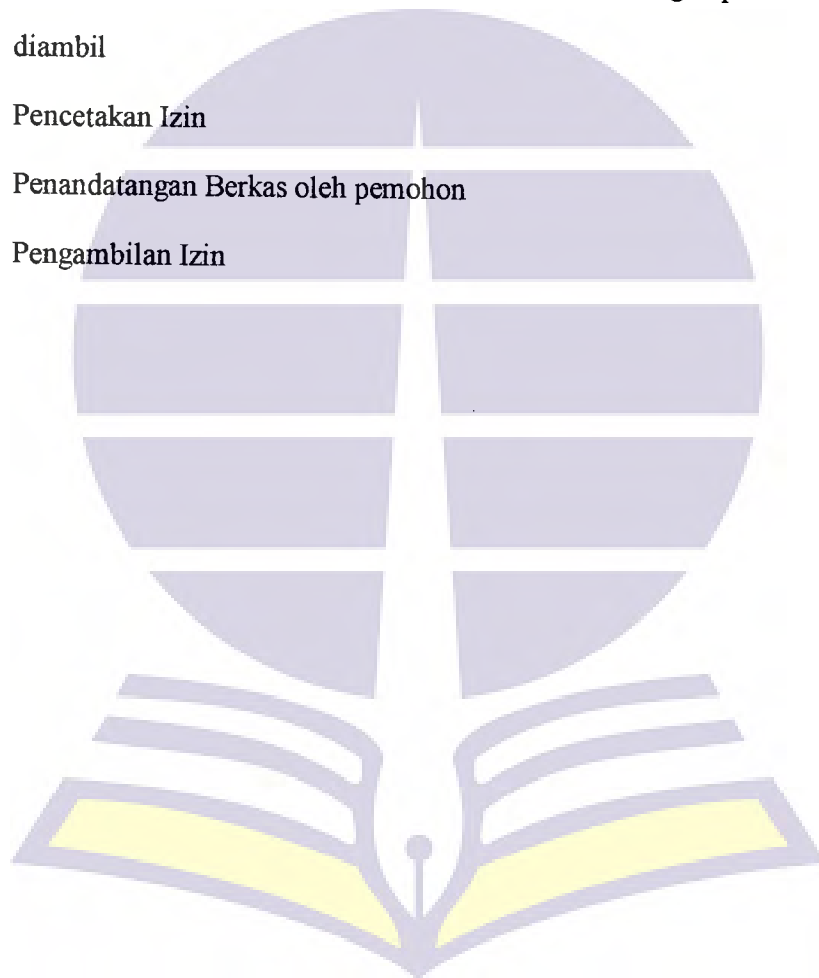 diambil
Pencetakan Izin
Penandatangan Berkas oleh pemohon
Pengambilan Izin